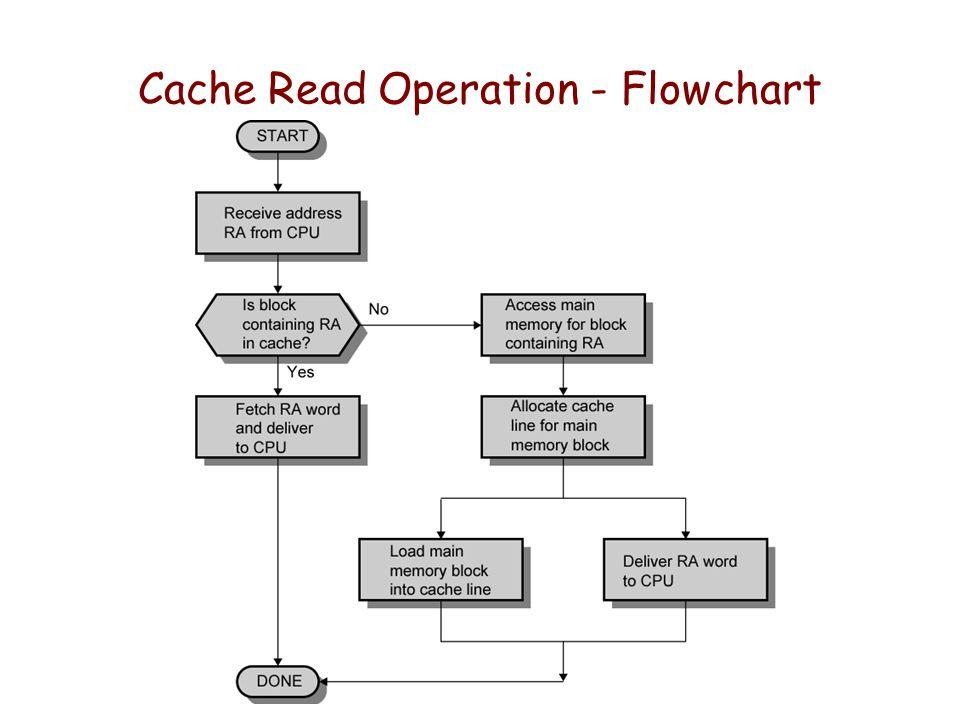 Cache Read Operation - Flowchart
START
Receive address
RA from CPU
Is block
containing RA
in cache?
No
Access main
memory for block
containing RA
Yes
Fetch RA word
and deliver
to CPU
Allocate cache
line for main
memory block
Load main
memory block
into cache line
Deliver RA word
to CPU
DONE